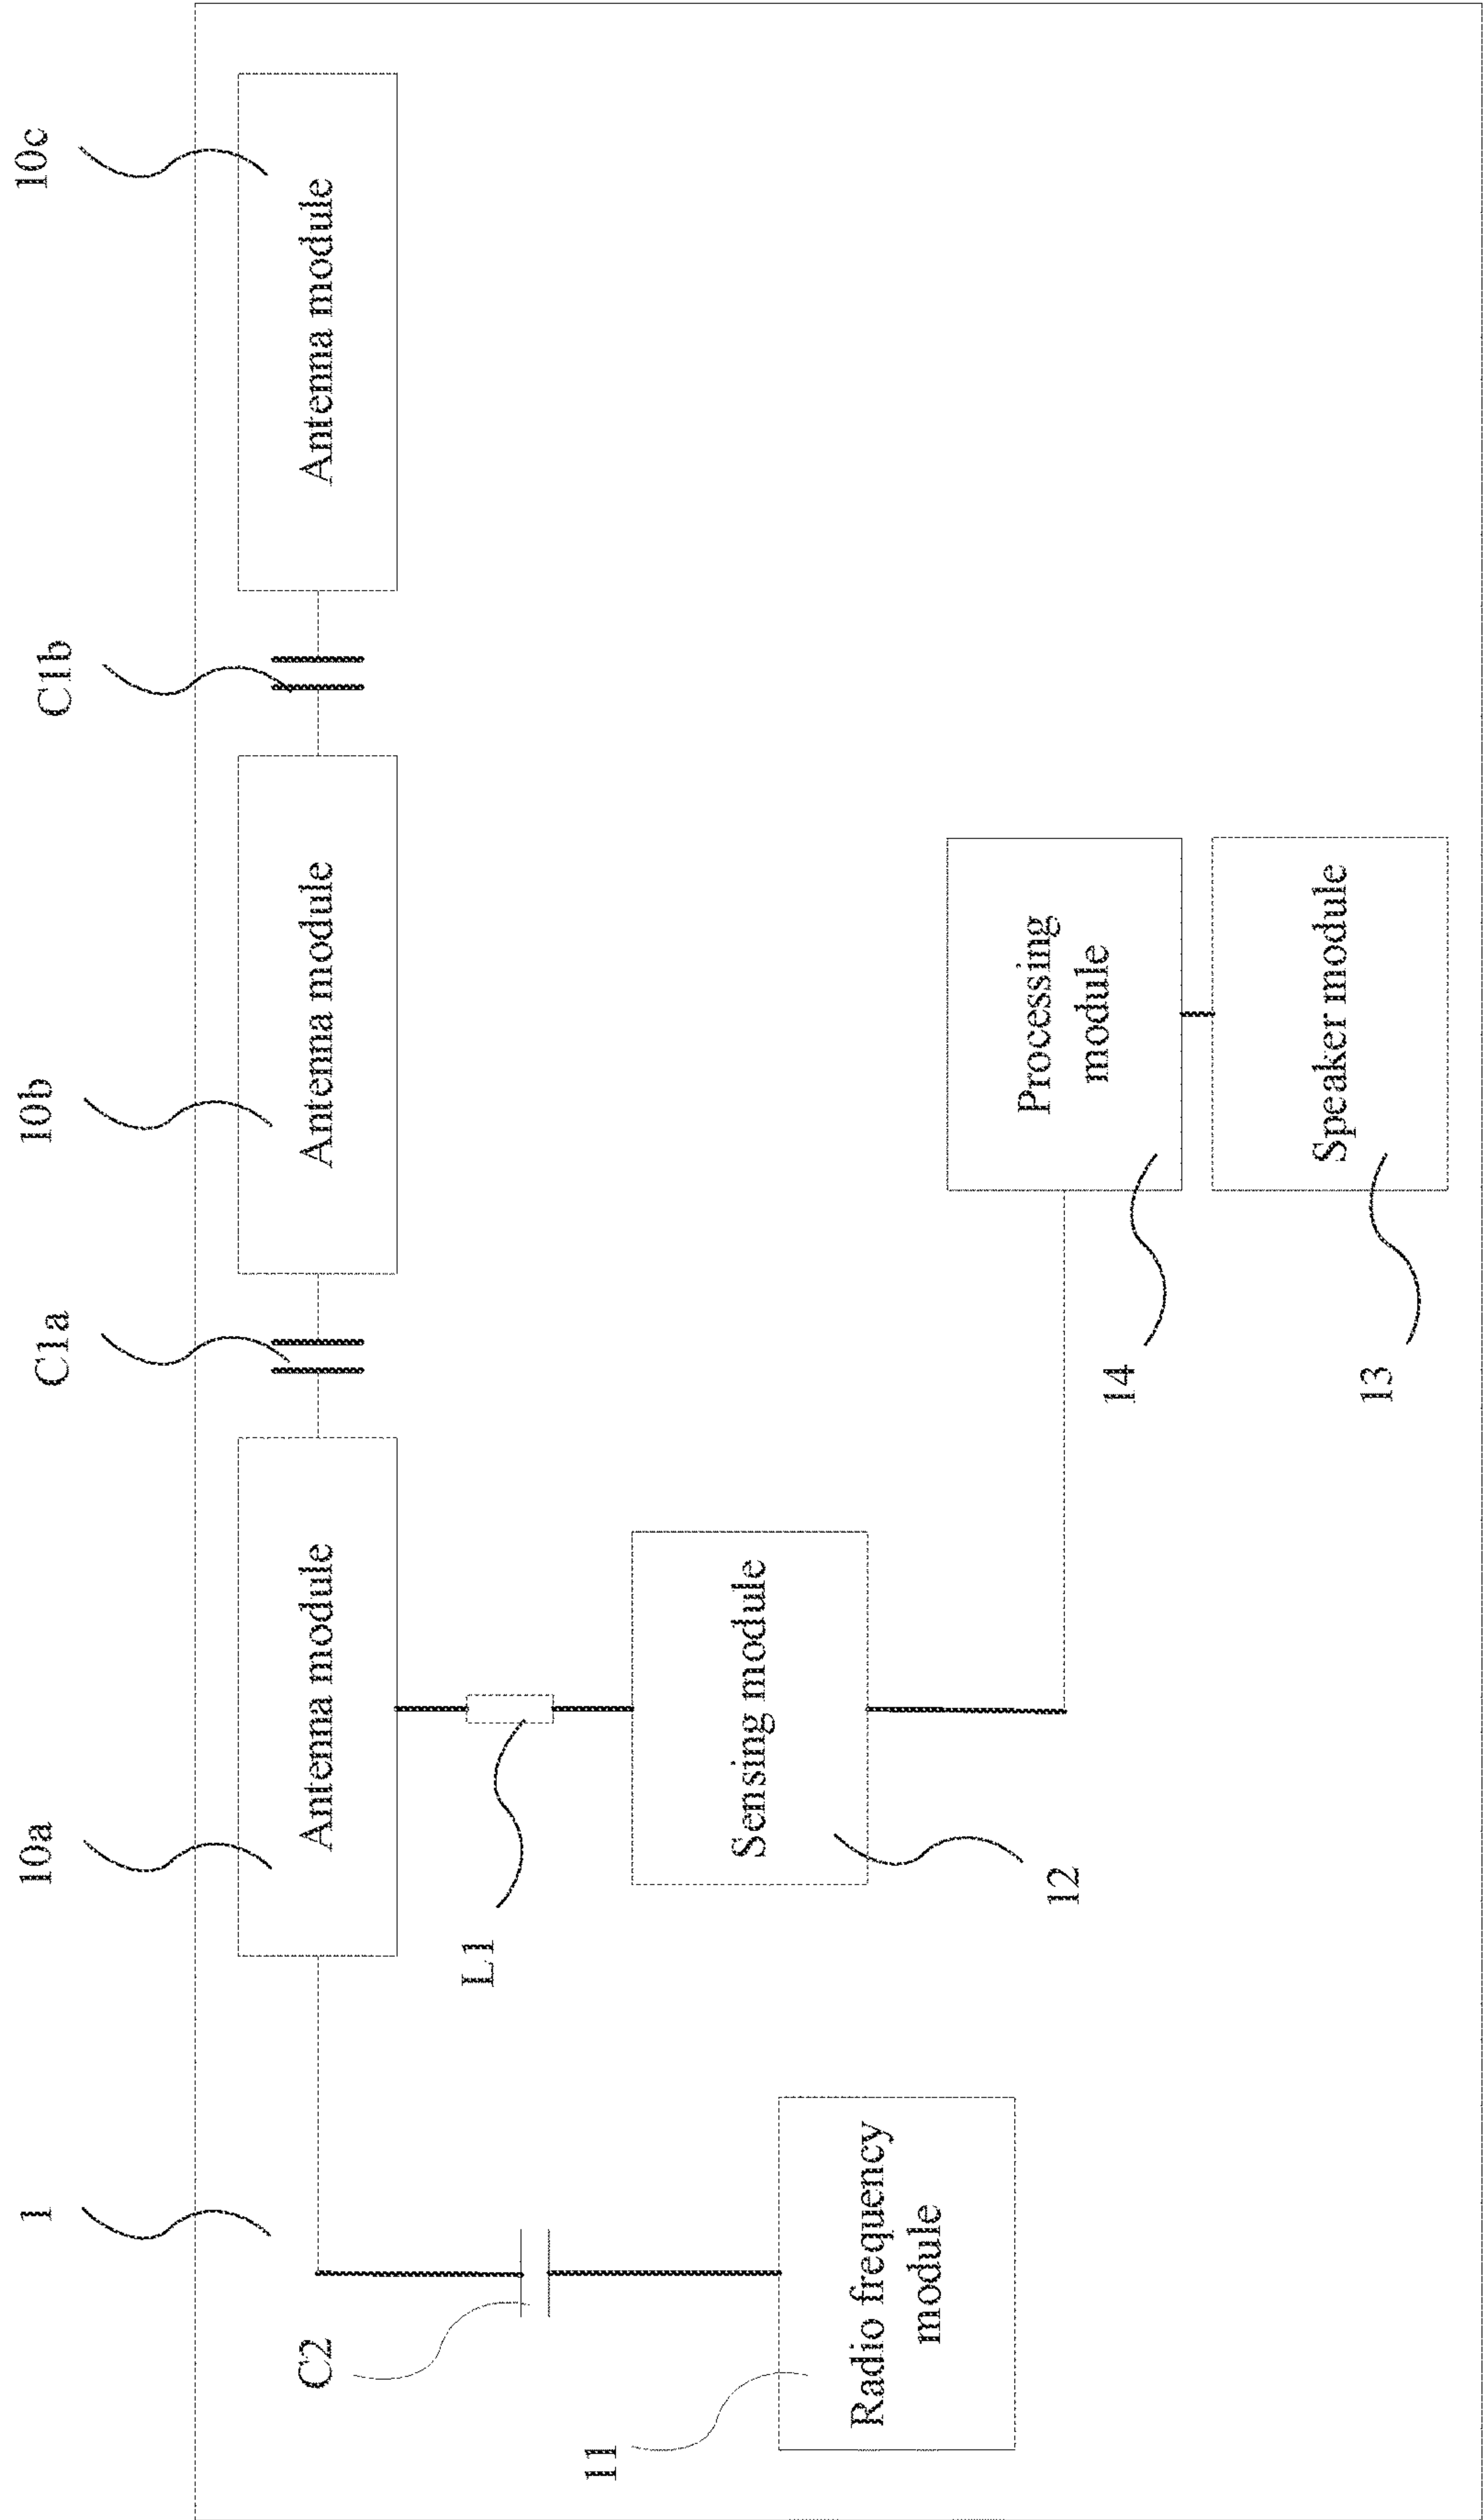 1
10a
C1a
10b
C1b
10c
Antenna module
Antenna module
Antenna module
C2
L1
11
Radio frequency
module
Sensing module
12
Processing
module
14
Speaker module
13